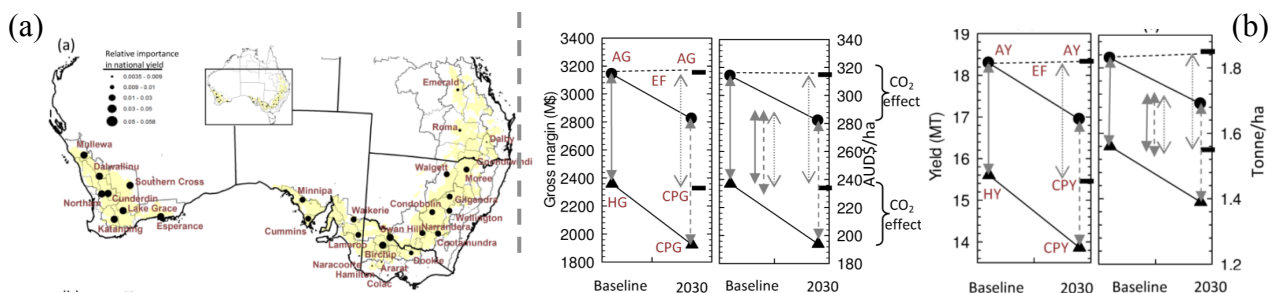 (a)
(a)
Relative importance
in national yield
0.0035 - 0.009
0.009 - 0.01
0.01 - 0.03
0.03 - 0.05
0.05 - 0.058
Emerald
Roma
Dalby
Goondiwindi
Walgett
Moree
Mullewa
Dalwallinu
Southern Cross
Cunderdin
Northam
Lake Grace
Katanning
Esperance
Minnipa
Cummins
Waikerie
Condobolin
Gilgandra
Wellington
Swan Hill
Narrandera
Cootamundra
Lameroo
Birchip
Dookie
Naracoorte
Hamilton
Ararat
Colac
Gross margin (M$)
3400
3200
3000
2800
2600
2400
2200
2000
1800
AG
AG
EF
HG
CPG
CPG
Baseline
2030
Baseline
2030
340
320
300
280
260
240
220
200
180
AUD$/ha
CO2
effect
CO2
effect
Yield (MT)
19
18
17
16
15
14
AY
AY
EF
HY
CPY
CPY
Baseline
2030
Baseline
2030
1.8
1.6
1.4
1.2
Tonne/ha
(b)